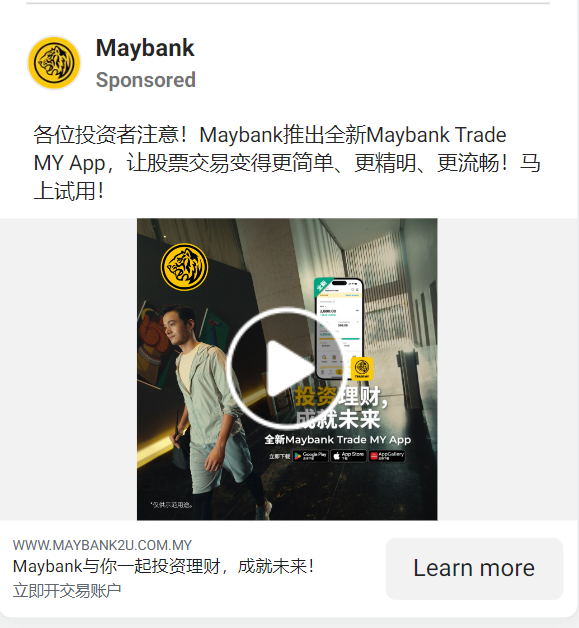 Maybank
Sponsored
各位投资者注意！Maybank推出全新Maybank Trade
MY App，让股票交易变得更简单、更精明、更流畅！马
上试用！
全新
TRADE MY
投资理财，
成就未来
全新Maybank Trade MY App
立即下载
Google Play
App Store
AppGallery
*仅供示范用途。
WWW.MAYBANK2U.COM.MY
Maybank与你一起投资理财，成就未来！
立即开交易账户
Learn more